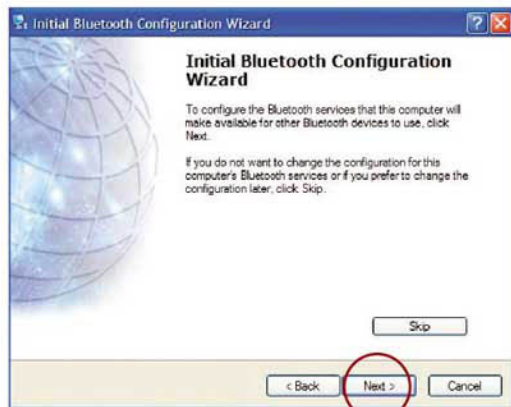 Initial Bluetooth Configuration Wizard
Initial Bluetooth Configuration
Wizard
To configure the Bluetooth services that this computer will
make available for other Bluetooth devices to use, click
Next.
If you do not want to change the configuration for this
computer's Bluetooth services or if you prefer to change the
configuration later, click Skip.
Skip
< Back Next > Cancel